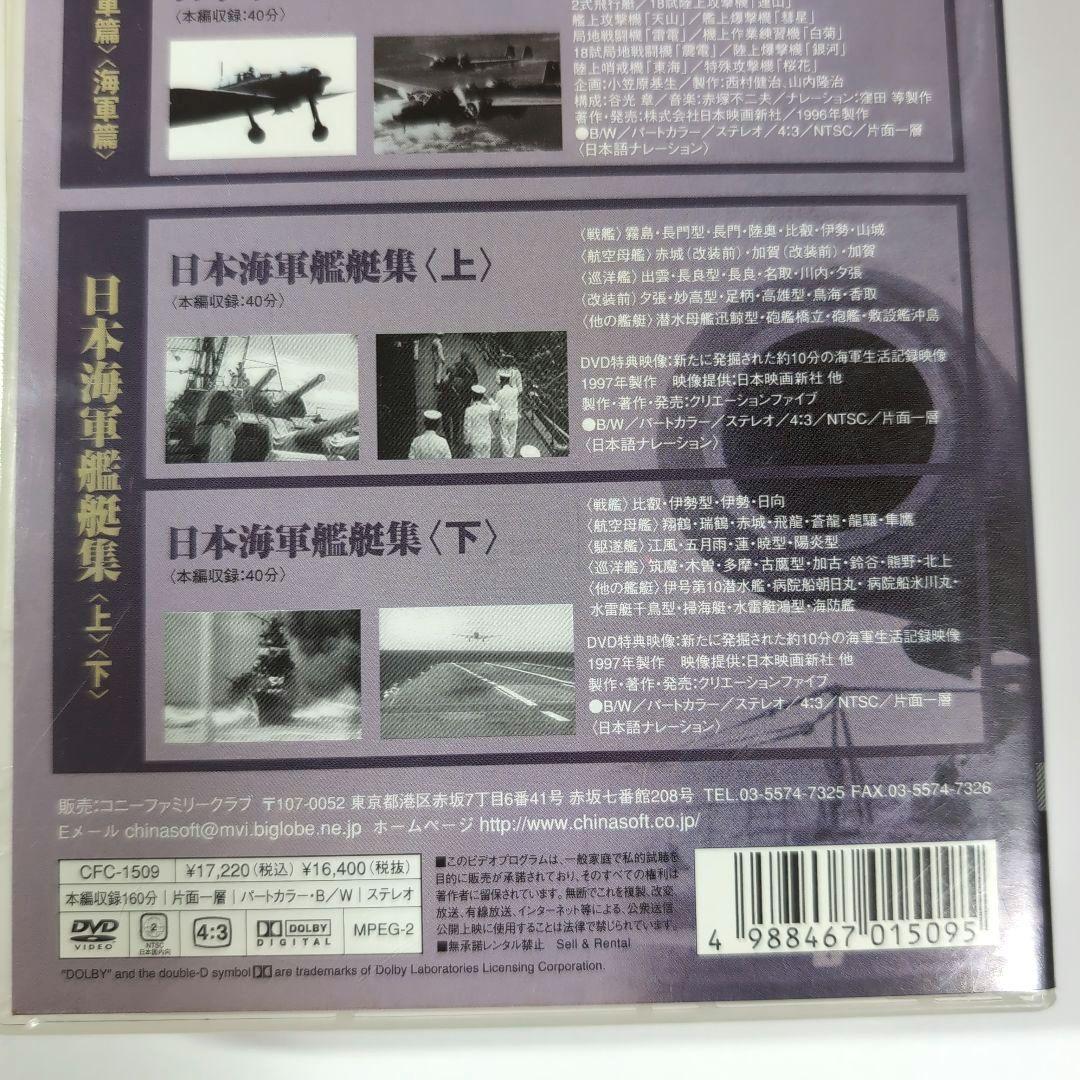 軍篇〉〈海軍篇〉
〈本編収録:40分〉
2式飛行艇/18試陸上攻撃機「連山」
艦上攻撃機「天山」/艦上爆撃機「彗星」
局地戦闘機「雷電」/機上作業練習機「白菊」
18試局地戦闘機「震電」/陸上爆撃機「銀河」
陸上哨戒機「東海」/特殊攻撃機「桜花」
企画:小笠原基生/製作:西村健治、山内隆治
構成:谷光 章/音楽:赤塚不二夫/ナレーション:窪田 等製作
著作・発売:株式会社日本映画新社/1996年製作
●B/W/パートカラー/ステレオ/4:3/NTSC/片面一層
〈日本語ナレーション〉
日本海軍艦艇集〈上〉〈下〉
日本海軍艦艇集〈上〉
〈本編収録:40分〉
〈戦艦〉霧島・長門型・長門・陸奥・比叡・伊勢・山城
〈航空母艦〉赤城(改装前)・加賀(改装前)・加賀
〈巡洋艦〉出雲・長良型・長良・名取・川内・夕張
〈改装前〉夕張・妙高型・足柄・高雄型・鳥海・香取
〈他の艦艇〉潜水母艦迅鯨型・砲艦橋立・砲艦・敷設艦沖島
DVD特典映像:新たに発掘された約10分の海軍生活記録映像
1997年製作 映像提供:日本映画新社 他
製作・著作・発売:クリエーションファイブ
●B/W/パートカラー/ステレオ/4:3/NTSC/片面一層
〈日本語ナレーション〉
日本海軍艦艇集〈下〉
〈本編収録:40分〉
〈戦艦〉比叡・伊勢型・伊勢・日向
〈航空母艦〉翔鶴・瑞鶴・赤城・飛龍・蒼龍・龍驤・隼鷹
〈駆逐艦〉江風・五月雨・蓮・暁型・陽炎型
〈巡洋艦〉筑摩・木曽・多摩・古鷹型・加古・鈴谷・熊野・北上
〈他の艦艇〉伊号第10潜水艦・病院船朝日丸・病院船氷川丸・
水雷艇千鳥型・掃海艇・水雷艇鴻型・海防艦
DVD特典映像:新たに発掘された約10分の海軍生活記録映像
1997年製作 映像提供:日本映画新社 他
製作・著作・発売:クリエーションファイブ
●B/W/パートカラー/ステレオ/4:3/NTSC/片面一層
〈日本語ナレーション〉
販売:コニーファミリークラブ 〒107-0052 東京都港区赤坂7丁目6番41号 赤坂七番館208号 TEL.03-5574-7325 FAX.03-5574-7326
Eメール chinasoft@mvi.biglobe.ne.jp ホームページ http://www.chinasoft.co.jp/
CFC-1509 ¥17,220(税込) ¥16,400(税抜)
本編収録160分 片面一層 パートカラー・B/W ステレオ
DVD VIDEO 2 NTSC 日本国内向 4:3 DOLBY DIGITAL MPEG-2
■このビデオプログラムは、一般家庭で私的試聴を
目的に販売が承諾されており、そのすべての権利は
著作者に留保されています。無断でこれを複製、改変、
放送、有線放送、インターネット等による、公衆送信
公開上映に使用することは法律で禁じられています。
■無承諾レンタル禁止 Sell & Rental
4 988467 015095
"DOLBY" and the double-D symbol are trademarks of Dolby Laboratories Licensing Corporation.